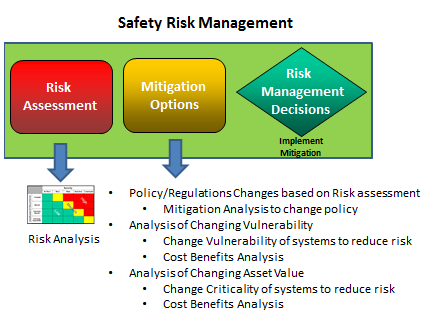 Safety Risk Management
Risk
Assessment
Mitigation
Options
Risk
Management
Decisions
Implement
Mitigation
Risk Analysis
• Policy/Regulations Changes based on Risk assessment
• Mitigation Analysis to change policy
• Analysis of Changing Vulnerability
• Change Vulnerability of systems to reduce risk
• Cost Benefits Analysis
• Analysis of Changing Asset Value
• Change Criticality of systems to reduce risk
• Cost Benefits Analysis